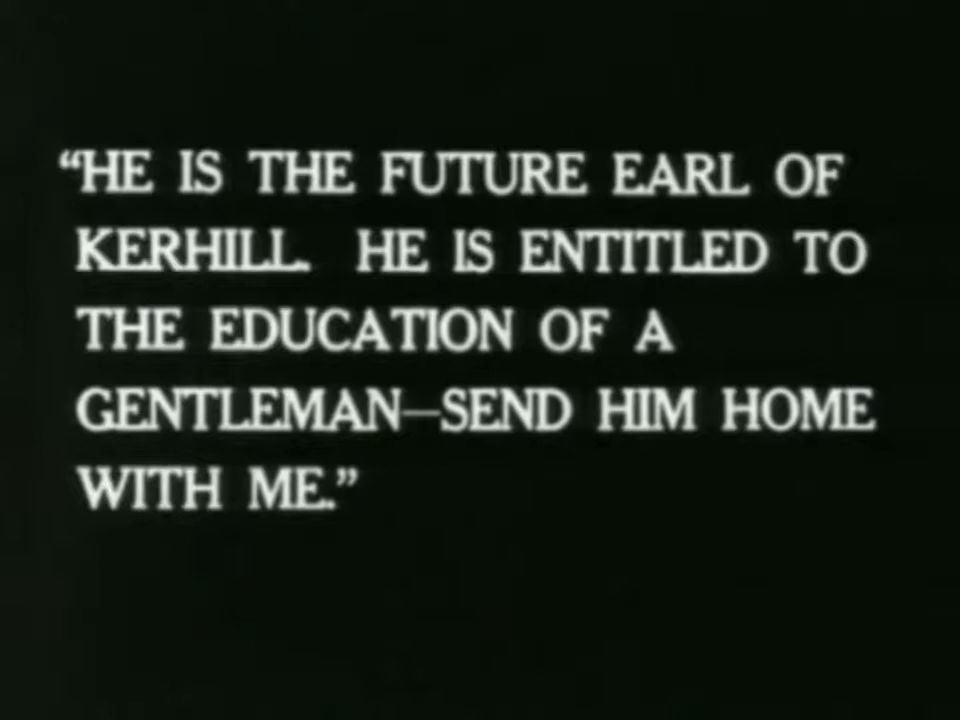 “HE IS THE FUTURE EARL OF
KERHILL. HE IS ENTITLED TO
THE EDUCATION OF A
GENTLEMAN—SEND HIM HOME
WITH ME.”